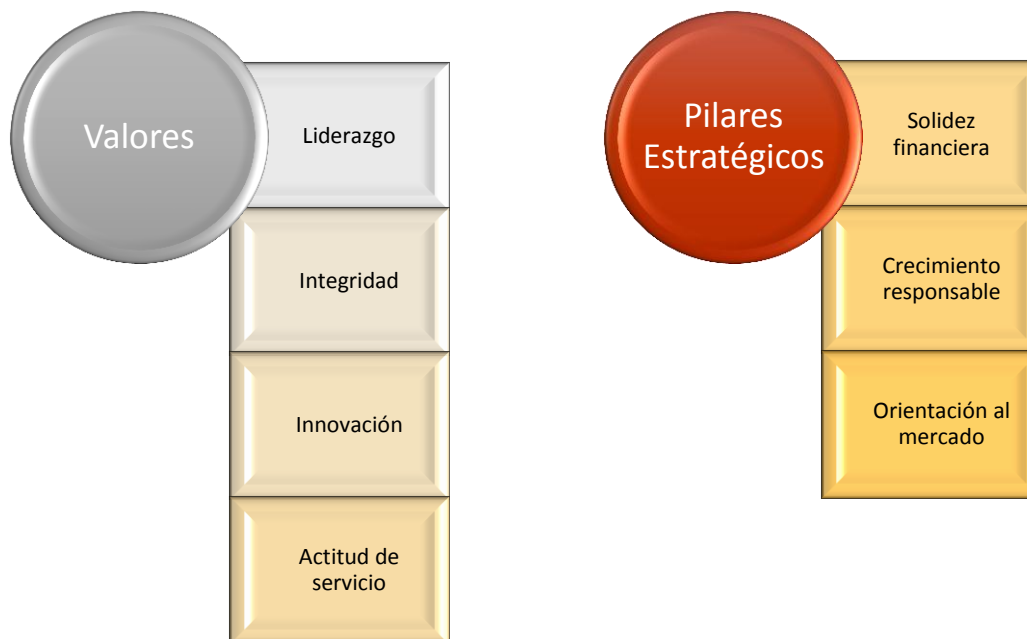 Valores
Liderazgo
Integridad
Innovación
Actitud de
servicio
Pilares
Estratégicos
Solidez
financiera
Crecimiento
responsable
Orientación al
mercado